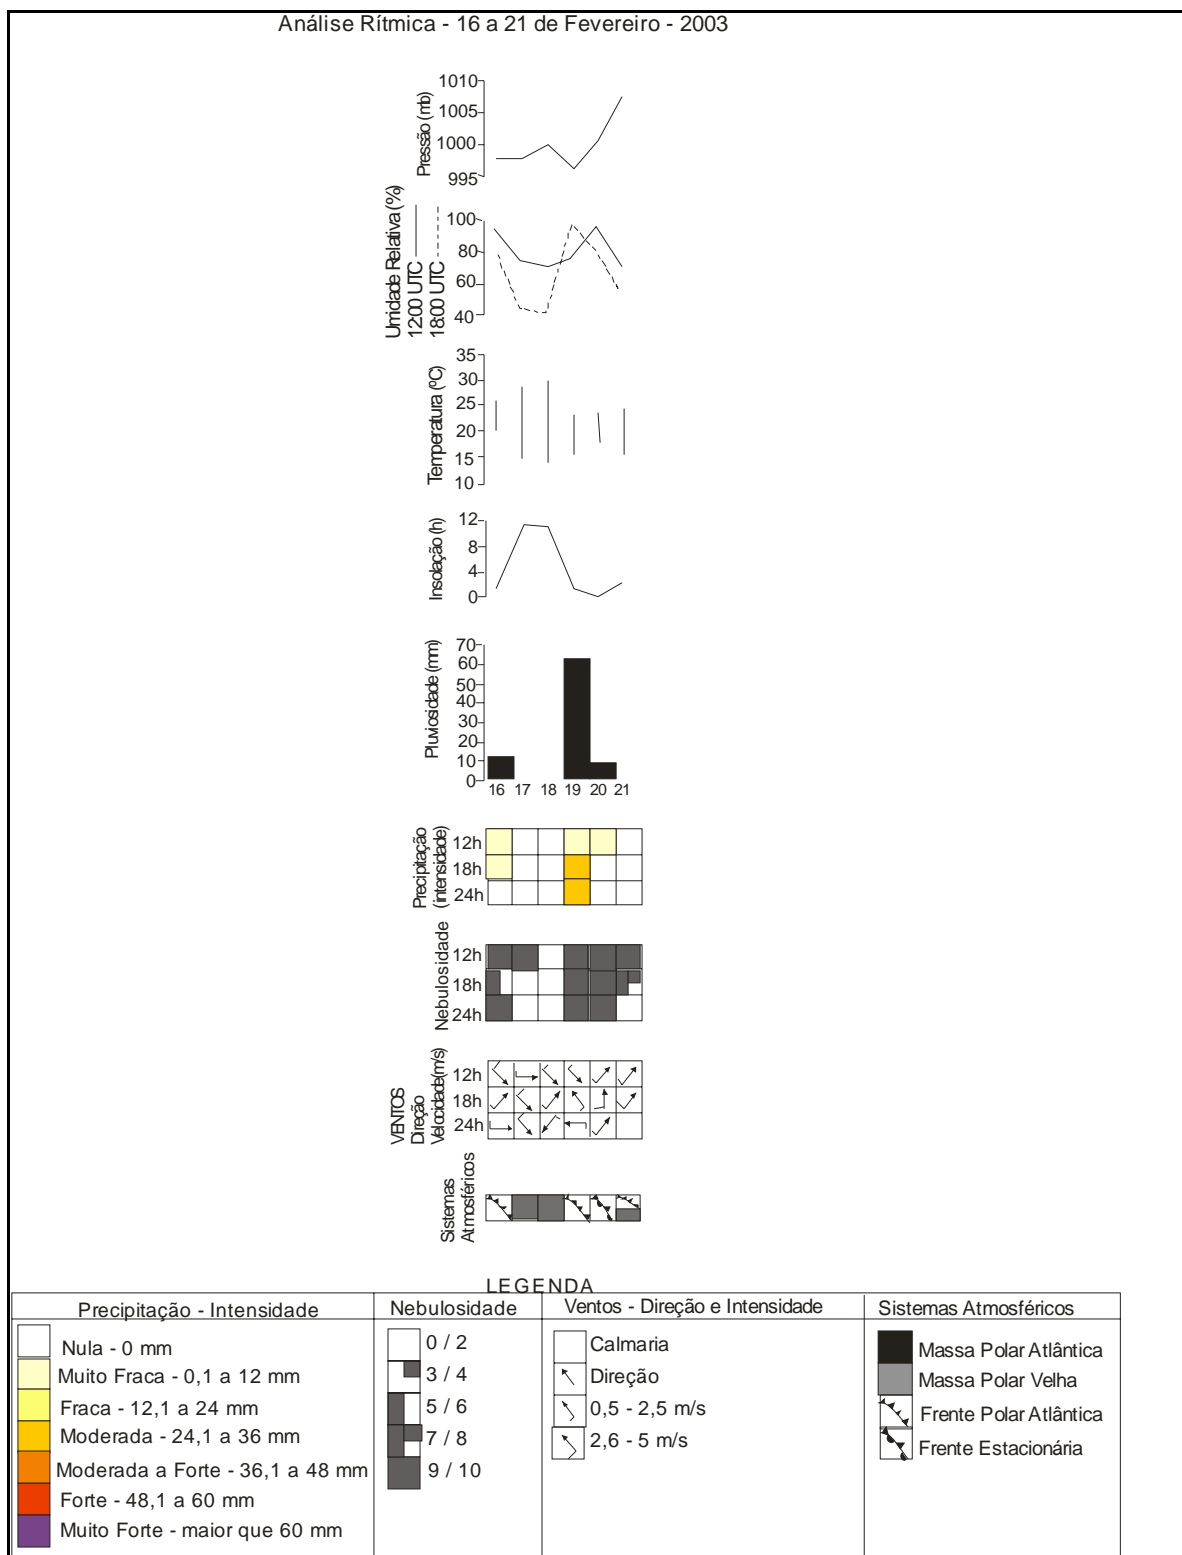 Análise Rítmica - 16 a 21 de Fevereiro - 2003
Pressão (mb)
1010
1005
1000
995
Umidade Relativa (%)
12:00 UTC
18:00 UTC
100
80
60
40
Temperatura (ºC)
35
30
25
20
15
10
Insolação (h)
12
8
4
0
Pluviosidade (mm)
70
60
50
40
30
20
10
0
16 17 18 19 20 21
Precipitação
(intensidade)
12h
18h
24h
Nebulosidade
12h
18h
24h
VENTOS
Direção
Velocidade(m/s)
12h
18h
24h
Sistemas
Atmosféricos
LEGENDA
Precipitação - Intensidade
Nula - 0 mm
Muito Fraca - 0,1 a 12 mm
Fraca - 12,1 a 24 mm
Moderada - 24,1 a 36 mm
Moderada a Forte - 36,1 a 48 mm
Forte - 48,1 a 60 mm
Muito Forte - maior que 60 mm
Nebulosidade
0 / 2
3 / 4
5 / 6
7 / 8
9 / 10
Ventos - Direção e Intensidade
Calmaria
Direção
0,5 - 2,5 m/s
2,6 - 5 m/s
Sistemas Atmosféricos
Massa Polar Atlântica
Massa Polar Velha
Frente Polar Atlântica
Frente Estacionária